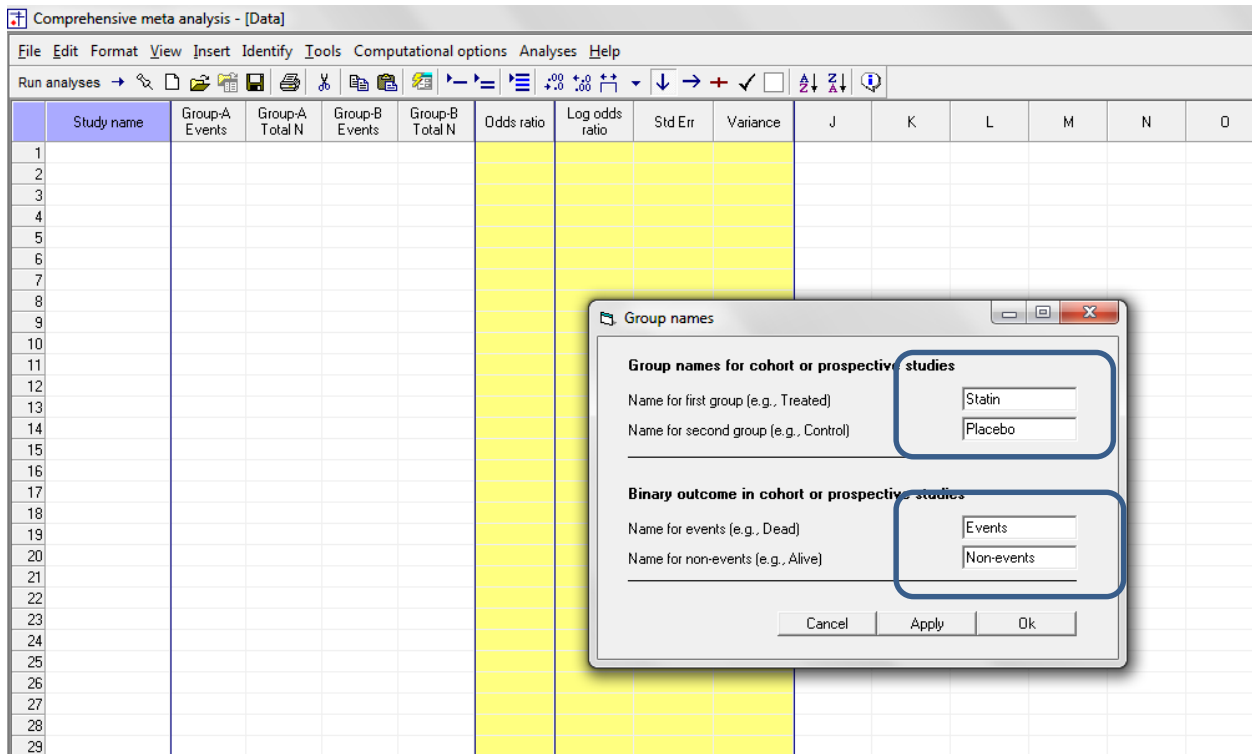 Comprehensive meta analysis - [Data]
File Edit Format View Insert Identify Tools Computational options Analyses Help
Run analyses
Study name Group-A Events Group-A Total N Group-B Events Group-B Total N Odds ratio Log odds ratio Std Err Variance J K L M N O
1
2
3
4
5
6
7
8
9
10
11
12
13
14
15
16
17
18
19
20
21
22
23
24
25
26
27
28
29
Group names
Group names for cohort or prospective studies
Name for first group (e.g., Treated) Statin
Name for second group (e.g., Control) Placebo
Binary outcome in cohort or prospective studies
Name for events (e.g., Dead) Events
Name for non-events (e.g., Alive) Non-events
Cancel Apply Ok